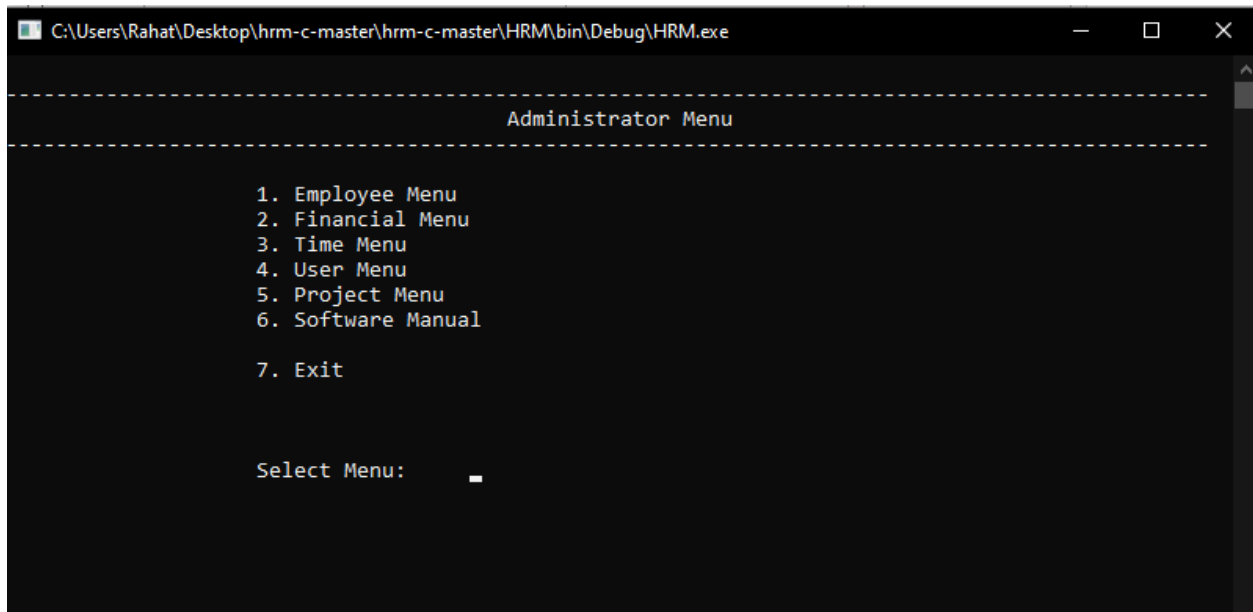 C:\Users\Rahat\Desktop\hrm-c-master\hrm-c-master\HRM\bin\Debug\HRM.exe
------------------------------------------------------------------------------------------------
Administrator Menu
------------------------------------------------------------------------------------------------
1. Employee Menu
2. Financial Menu
3. Time Menu
4. User Menu
5. Project Menu
6. Software Manual
7. Exit
Select Menu: